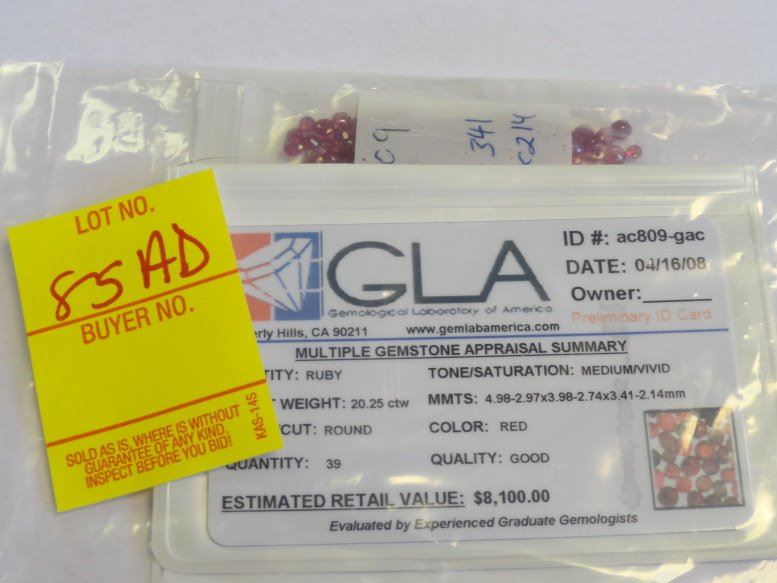 341
c214
LOT NO.
85 AD
BUYER NO.
SOLD AS IS, WHERE IS WITHOUT
GUARANTEE OF ANY KIND.
INSPECT BEFORE YOU BID!
KAS-14S
GLA
Gemological Laboratory of America
Hills, CA 90211 www.gemlabamerica.com
ID #: ac809-gac
DATE: 04/16/08
Owner:
Preliminary ID Card
MULTIPLE GEMSTONE APPRAISAL SUMMARY
RUBY TONE/SATURATION: MEDIUM/VIVID
WEIGHT: 20.25 ctw MMTS: 4.98-2.97x3.98-2.74x3.41-2.14mm
CUT: ROUND COLOR: RED
QUANTITY: 39 QUALITY: GOOD
ESTIMATED RETAIL VALUE: $8,100.00
Evaluated by Experienced Graduate Gemologists